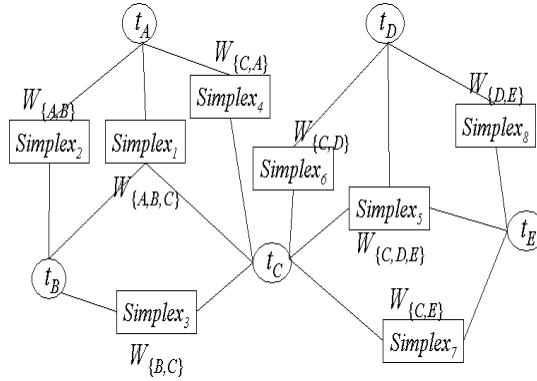 t_A
t_D
W_{C,A}
W_{D,E}
W_{A,B}
Simplex_4
Simplex_8
W_{C,D}
Simplex_2
Simplex_1
Simplex_6
W_{A,B,C}
Simplex_5
t_E
W_{C,D,E}
t_B
t_C
Simplex_3
W_{C,E}
Simplex_7
W_{B,C}